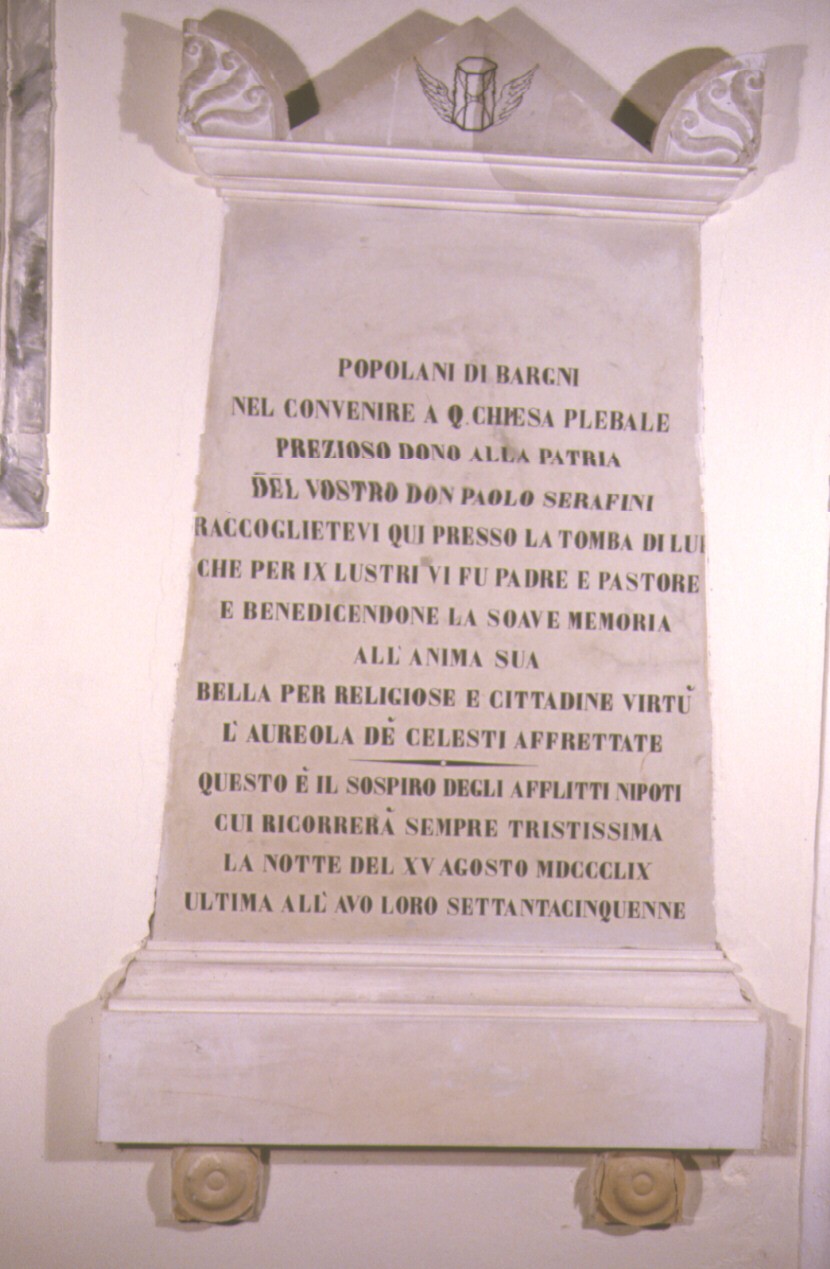 POPOLANI DI BARGNI
NEL CONVENIRE A Q. CHIESA PLEBALE
PREZIOSO DONO ALLA PATRIA
DEL VOSTRO DON PAOLO SERAFINI
RACCOGLIETEVI QUI PRESSO LA TOMBA DI LUI
CHE PER IX LUSTRI VI FU PADRE E PASTORE
E BENEDICENDONE LA SOAVE MEMORIA
ALL' ANIMA SUA
BELLA PER RELIGIOSE E CITTADINE VIRTÙ
L' AUREOLA DE' CELESTI AFFRETTATE
QUESTO È IL SOSPIRO DEGLI AFFLITTI NIPOTI
CUI RICORRERÀ SEMPRE TRISTISSIMA
LA NOTTE DEL XV AGOSTO MDCCCLIX
ULTIMA ALL' AVO LORO SETTANTACINQUENNE